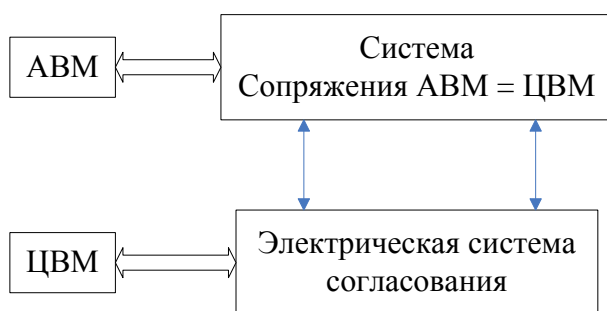 АВМ
Система
Сопряжения АВМ = ЦВМ
ЦВМ
Электрическая система
согласования